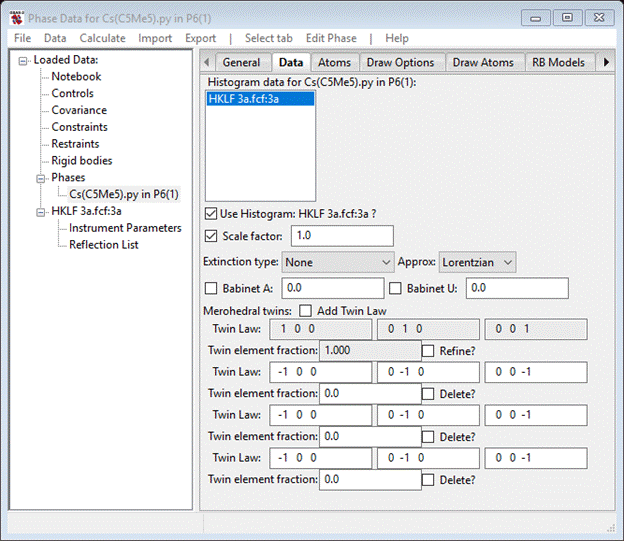 Phase Data for Cs(C5Me5).py in P6(1)
File Data Calculate Import Export | Select tab Edit Phase | Help
Loaded Data:
Notebook
Controls
Covariance
Constraints
Restraints
Rigid bodies
Phases
Cs(C5Me5).py in P6(1)
HKLF 3a.fcf:3a
Instrument Parameters
Reflection List
General Data Atoms Draw Options Draw Atoms RB Models
Histogram data for Cs(C5Me5).py in P6(1):
HKLF 3a.fcf:3a
Use Histogram: HKLF 3a.fcf:3a ?
Scale factor: 1.0
Extinction type: None Approx: Lorentzian
Babinet A: 0.0 Babinet U: 0.0
Merohedral twins: Add Twin Law
Twin Law: 1 0 0 0 1 0 0 0 1
Twin element fraction: 1.000 Refine?
Twin Law: -1 0 0 0 -1 0 0 0 -1
Twin element fraction: 0.0 Delete?
Twin Law: -1 0 0 0 -1 0 0 0 -1
Twin element fraction: 0.0 Delete?
Twin Law: -1 0 0 0 -1 0 0 0 -1
Twin element fraction: 0.0 Delete?